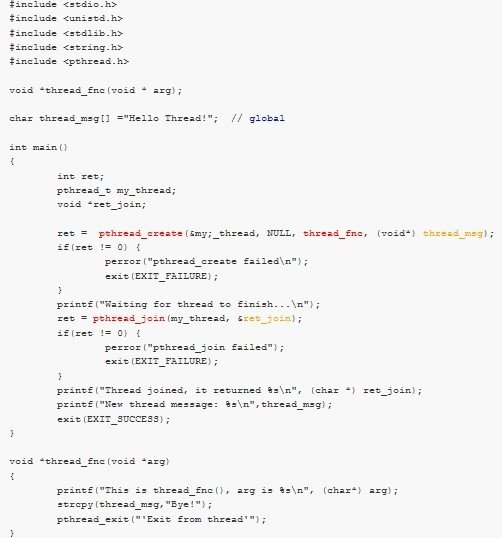 #include <stdio.h>
#include <unistd.h>
#include <stdlib.h>
#include <string.h>
#include <pthread.h>
void *thread_fnc(void * arg);
char thread_msg[] ="Hello Thread!";  // global
int main()
{
int ret;
pthread_t my_thread;
void *ret_join;
ret =  pthread_create(&my;_thread, NULL, thread_fnc, (void*) thread_msg);
if(ret != 0) {
perror("pthread_create failed\n");
exit(EXIT_FAILURE);
}
printf("Waiting for thread to finish...\n");
ret = pthread_join(my_thread, &ret_join);
if(ret != 0) {
perror("pthread_join failed");
exit(EXIT_FAILURE);
}
printf("Thread joined, it returned %s\n", (char *) ret_join);
printf("New thread message: %s\n",thread_msg);
exit(EXIT_SUCCESS);
}
void *thread_fnc(void *arg)
{
printf("This is thread_fnc(), arg is %s\n", (char*) arg);
strcpy(thread_msg,"Bye!");
pthread_exit("'Exit from thread'");
}